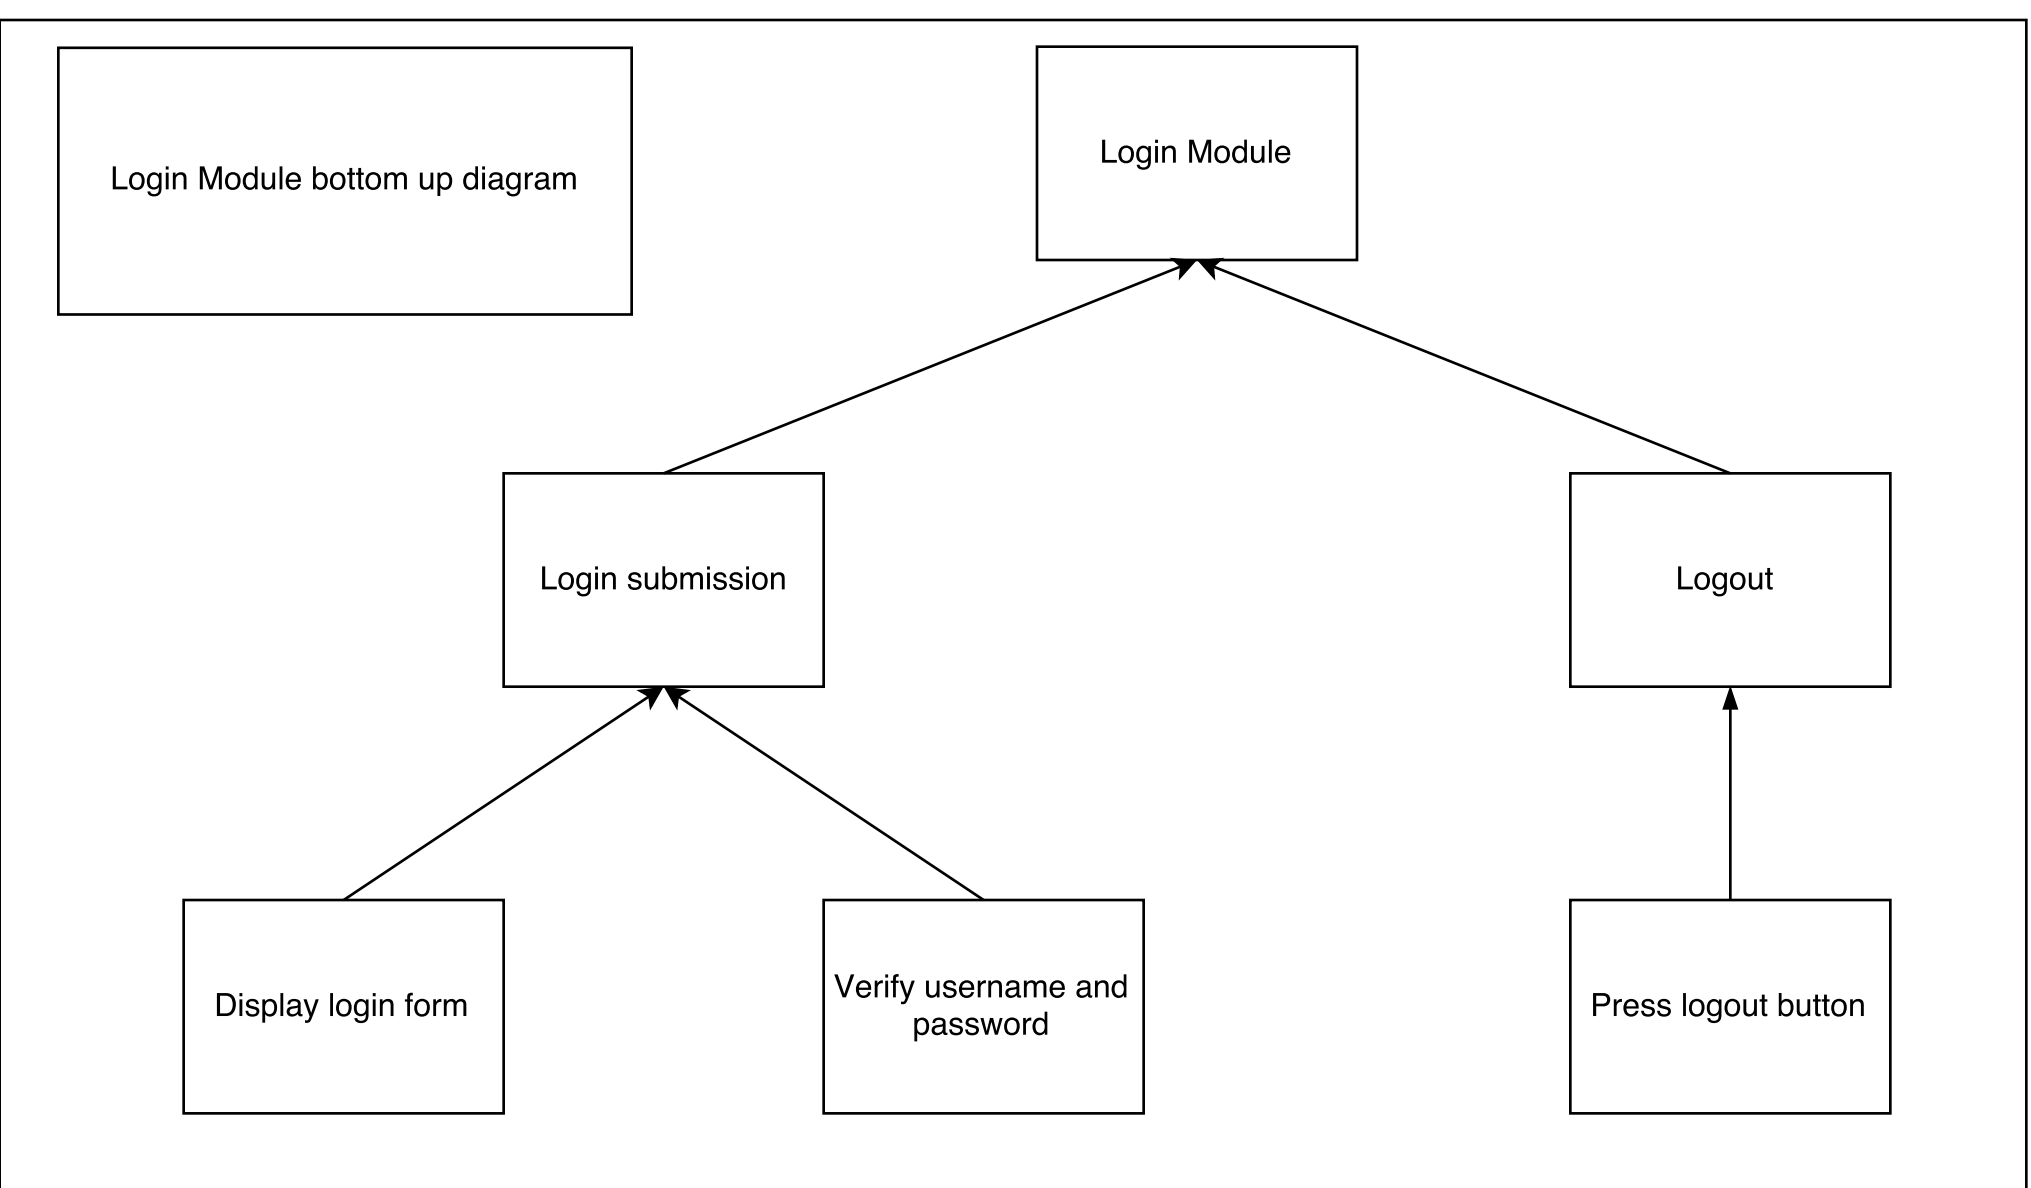 Login Module bottom up diagram
Login Module
Login submission
Logout
Display login form
Verify username and
password
Press logout button